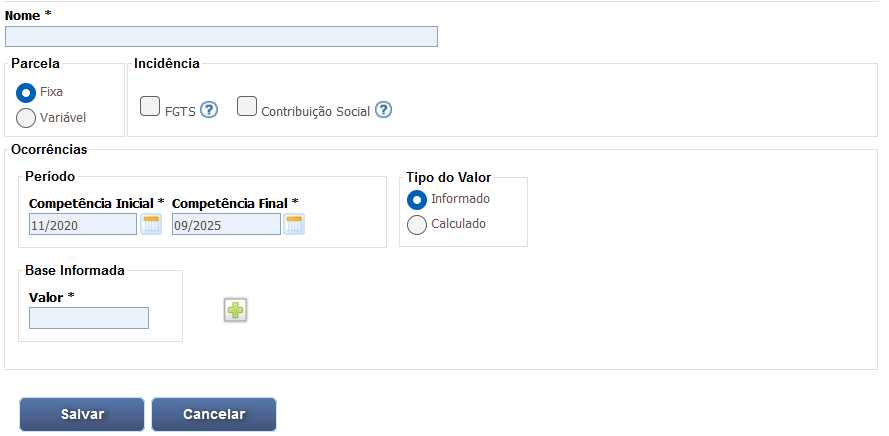 Nome *
Parcela
Incidência
Fixa
Variável
FGTS ?
Contribuição Social ?
Ocorrências
Período
Tipo do Valor
Competência Inicial * Competência Final *
11/2020 09/2025
Informado
Calculado
Base Informada
Valor *
Salvar Cancelar